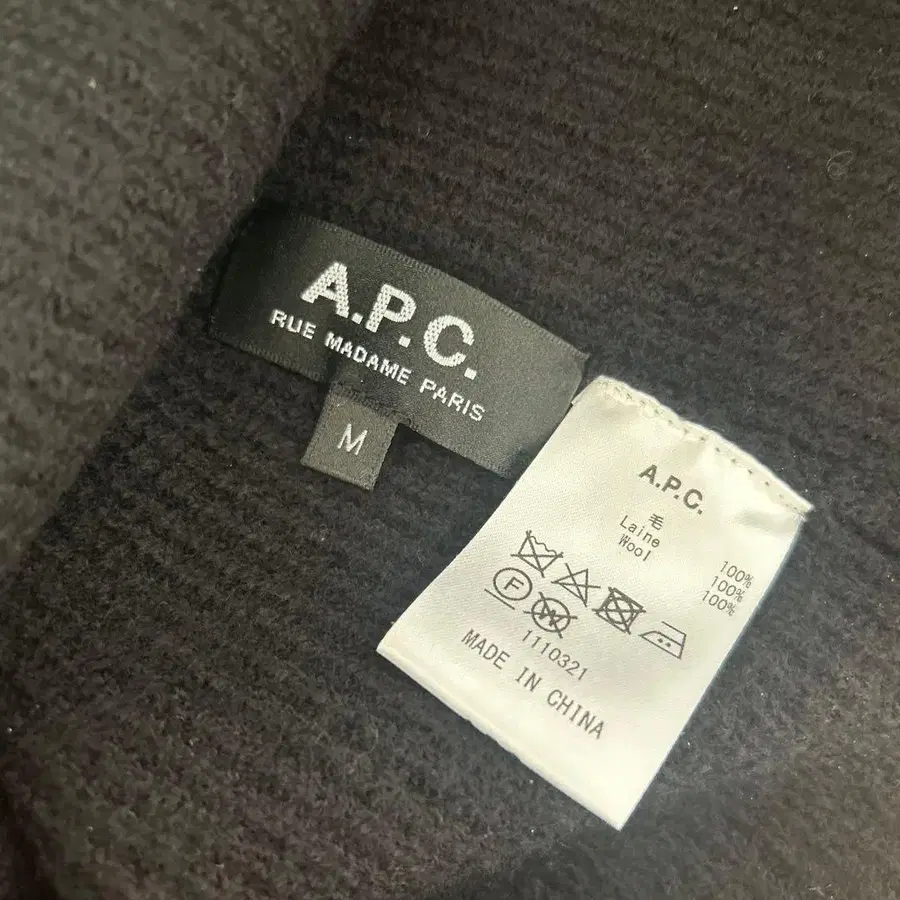 A.P.C.
RUE MADAME PARIS
M
A.P.C.
毛 100%
Laine 100%
Wool 100%
F
W
1110321
MADE IN CHINA